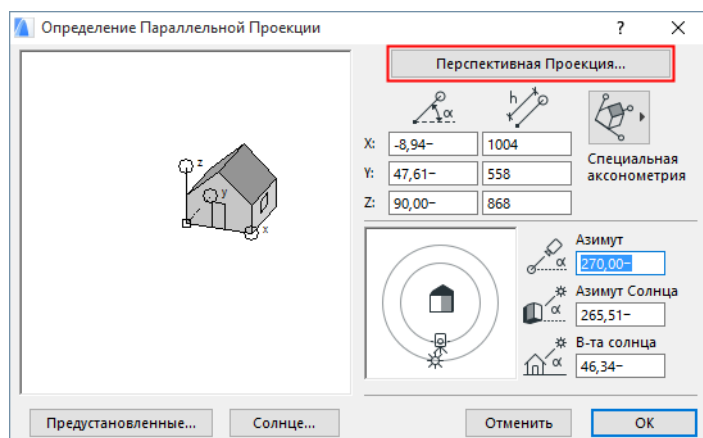 Определение Параллельной Проекции ?
Перспективная Проекция...
α h
X: -8,94− 1004
Y: 47,61− 558
Z: 90,00− 868
Специальная
аксонометрия
z
y
x
Азимут
α 270,00−
Азимут Солнца
α 265,51−
В-та солнца
α 46,34−
Предустановленные... Солнце... Отменить OK